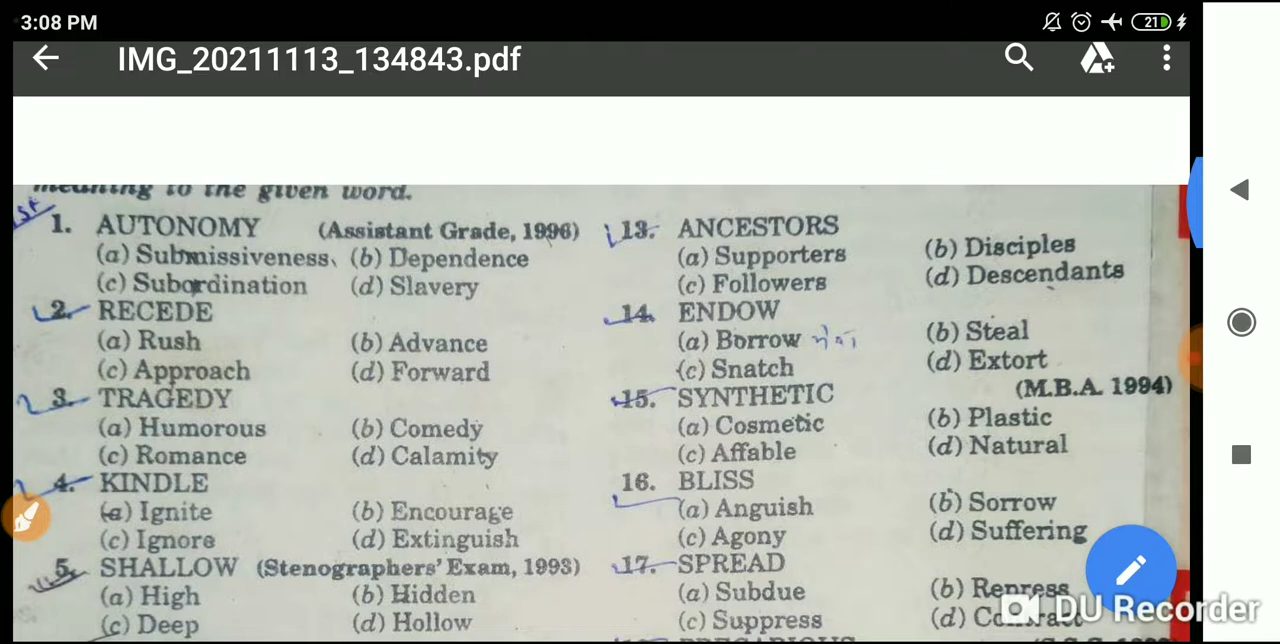 3:08 PM
21
IMG_20211113_134843.pdf
meaning to the given word.
1. AUTONOMY (Assistant Grade, 1996)
(a) Submissiveness (b) Dependence
(c) Subordination (d) Slavery
2. RECEDE
(a) Rush (b) Advance
(c) Approach (d) Forward
3. TRAGEDY
(a) Humorous (b) Comedy
(c) Romance (d) Calamity
4. KINDLE
(a) Ignite (b) Encourage
(c) Ignore (d) Extinguish
5. SHALLOW (Stenographers' Exam, 1993)
(a) High (b) Hidden
(c) Deep (d) Hollow
13. ANCESTORS
(a) Supporters (b) Disciples
(c) Followers (d) Descendants
14. ENDOW
(a) Borrow (b) Steal
(c) Snatch (d) Extort
(M.B.A. 1994)
15. SYNTHETIC
(a) Cosmetic (b) Plastic
(c) Affable (d) Natural
16. BLISS
(a) Anguish (b) Sorrow
(c) Agony (d) Suffering
17. SPREAD
(a) Subdue (b) Repress
(c) Suppress (d) Contract
DU Recorder